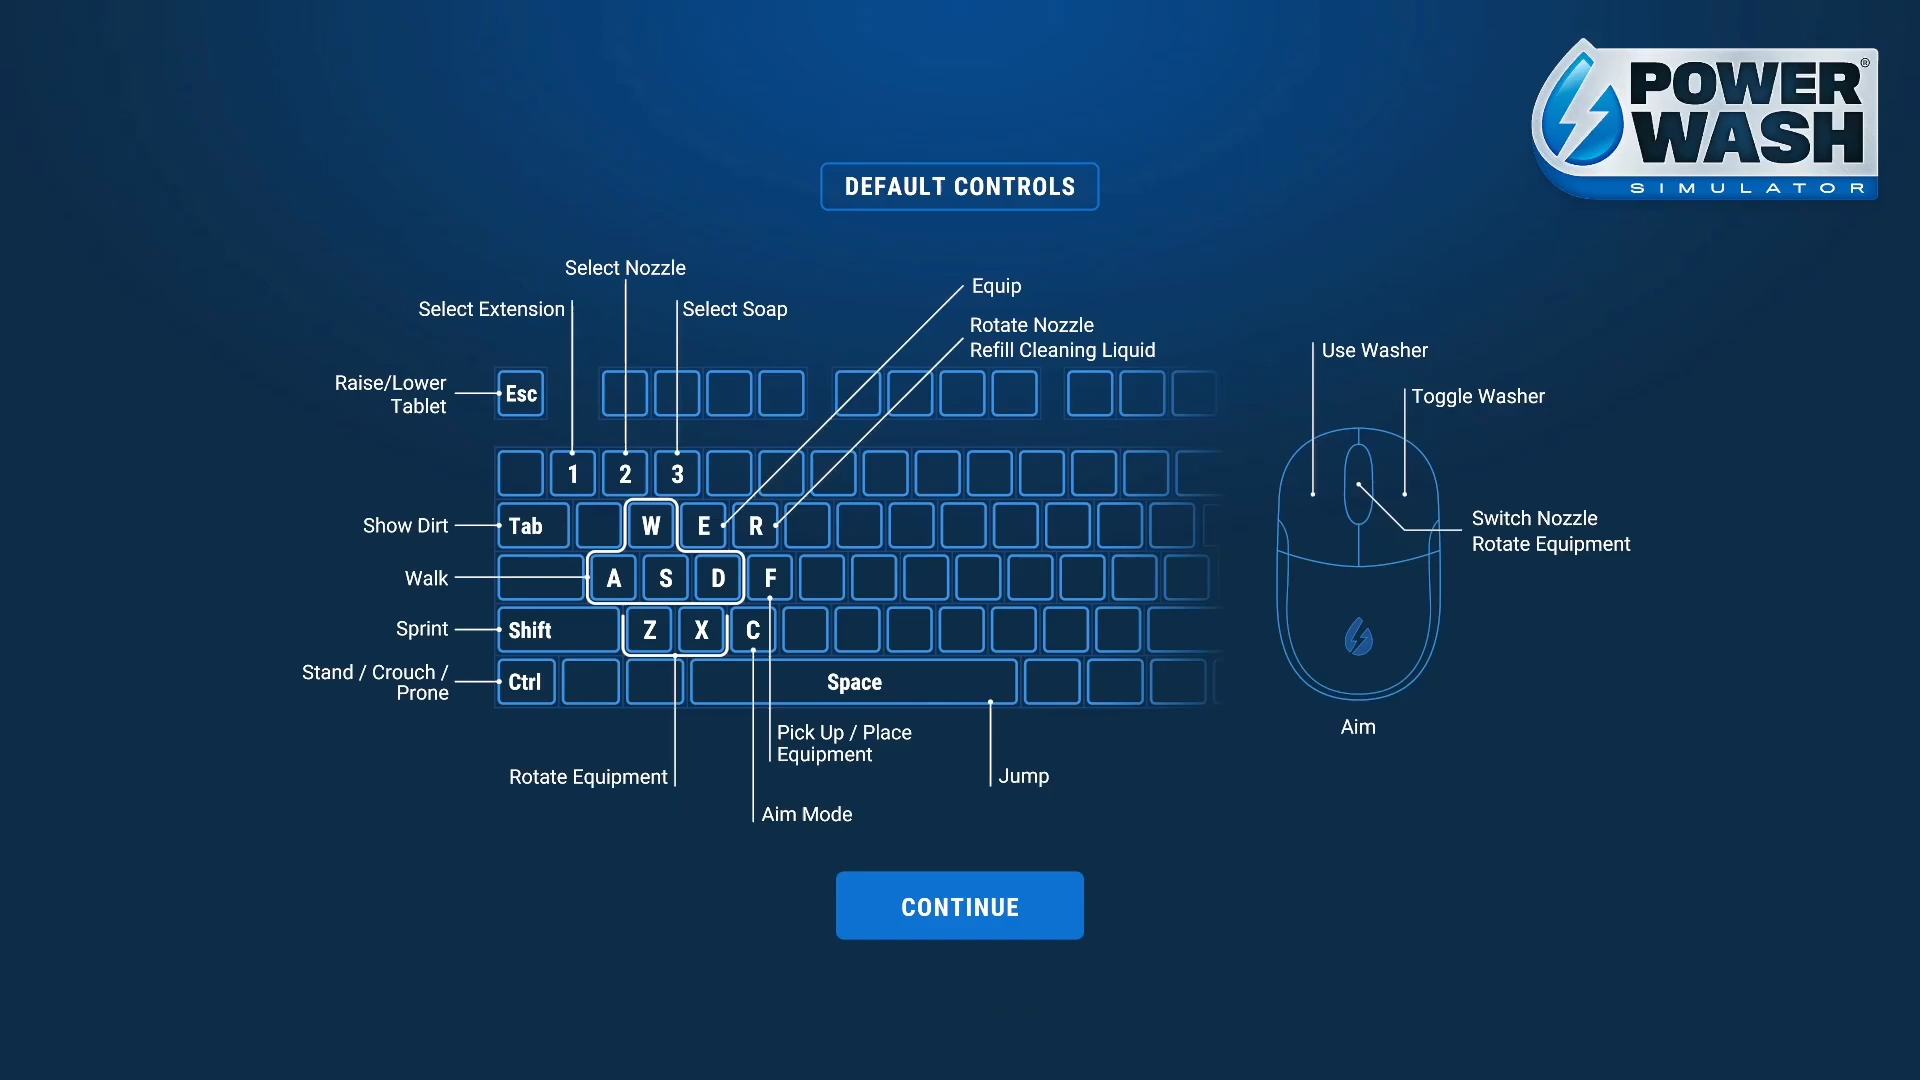 POWER®
WASH
SIMULATOR
DEFAULT CONTROLS
Select Nozzle
Select Extension
Select Soap
Equip
Rotate Nozzle
Refill Cleaning Liquid
Use Washer
Toggle Washer
Raise/Lower
Tablet
Esc
1 2 3
Show Dirt
Tab W E R
Switch Nozzle
Rotate Equipment
Walk
A S D F
Sprint
Shift Z X C
Stand / Crouch /
Prone
Ctrl Space
Aim
Pick Up / Place
Equipment
Rotate Equipment
Jump
Aim Mode
CONTINUE